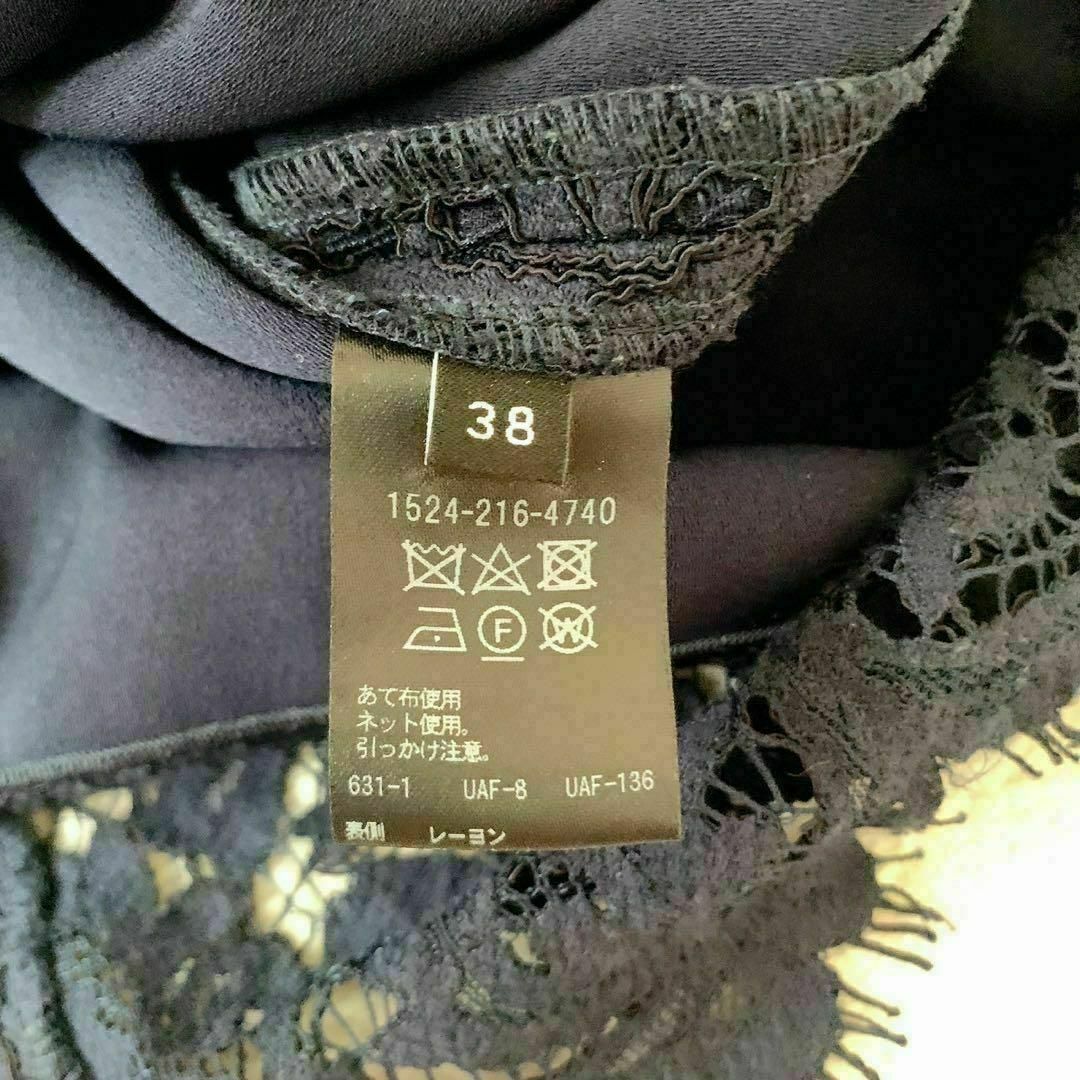 38
1524-216-4740
F
W
あて布使用
ネット使用。
引っかけ注意。
631-1 UAF-8 UAF-136
表側 レーヨン